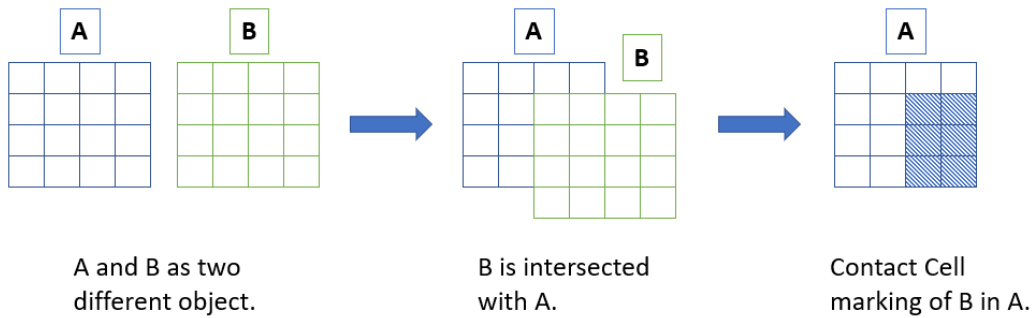 A
B
A
B
A
A and B as two
different object.
B is intersected
with A.
Contact Cell
marking of B in A.